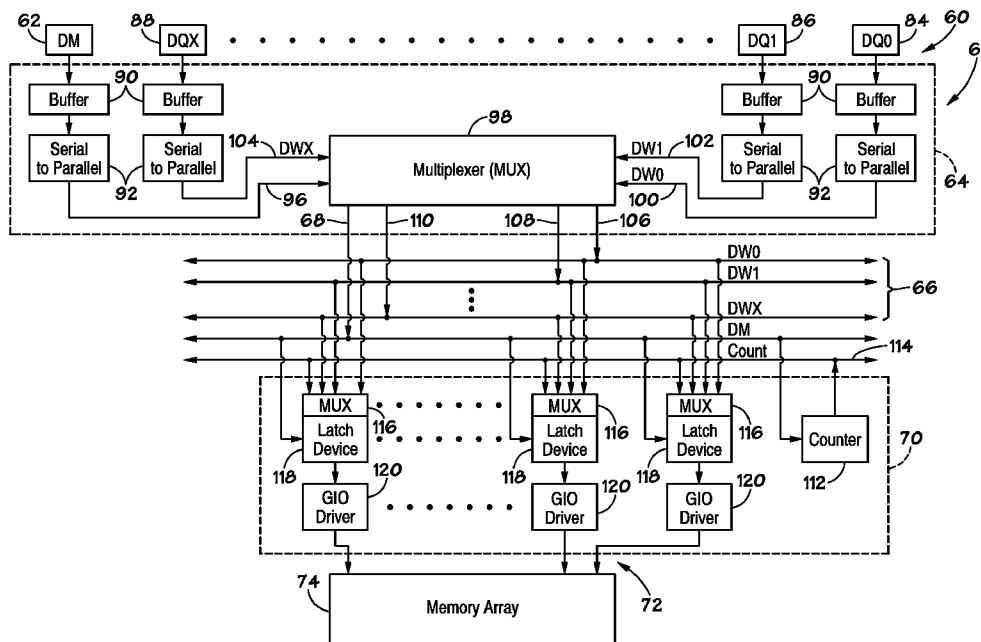 62
DM
88
DQX
DQ1
86
DQ0
84
60
6
Buffer
90
Buffer
Buffer
90
Buffer
98
Serial
to Parallel
92
Serial
to Parallel
104
DWX
96
Multiplexer (MUX)
DW1
102
DW0
100
Serial
to Parallel
92
Serial
to Parallel
64
68
110
108
106
DW0
DW1
66
DWX
DM
Count
114
MUX
116
MUX
116
MUX
116
Latch
Device
118
Latch
Device
118
Latch
Device
118
Counter
112
70
GIO
Driver
120
GIO
Driver
120
GIO
Driver
120
74
Memory Array
72